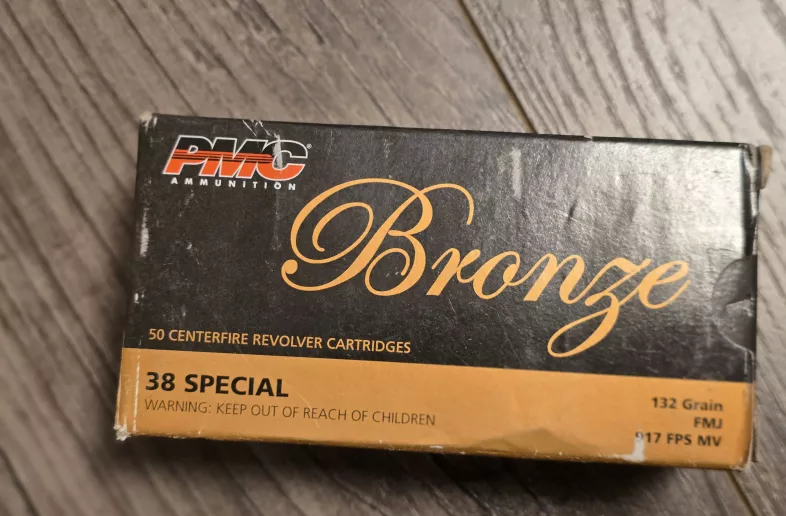 PMC®
AMMUNITION
Bronze
50 CENTERFIRE REVOLVER CARTRIDGES
38 SPECIAL
WARNING: KEEP OUT OF REACH OF CHILDREN
132 Grain
FMJ
917 FPS MV